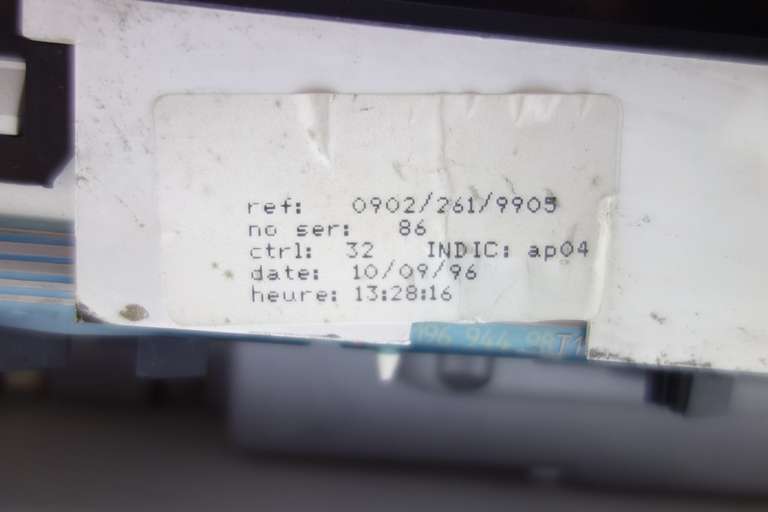 ref: 0902/261/9905
no ser: 86
ctrl: 32 INDIC: ap04
date: 10/09/96
heure: 13:28:16
944